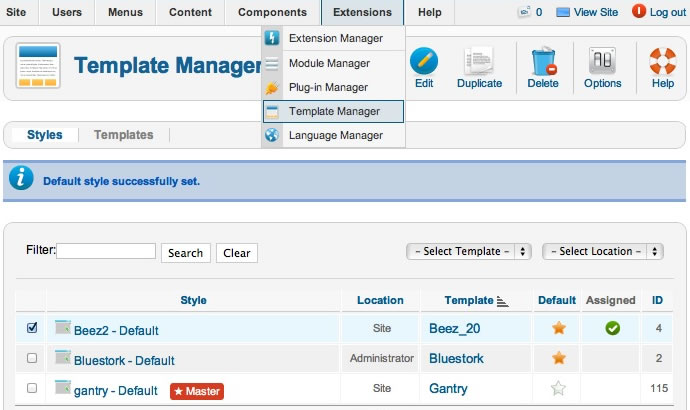 Site Users Menus Content Components Extensions Help 0 View Site Log out
Extension Manager
Module Manager
Plug-in Manager
Template Manager
Language Manager
Template Manager
Edit Duplicate Delete Options Help
Styles Templates
Default style successfully set.
Filter: Search Clear - Select Template - - Select Location -
Style Location Template Default Assigned ID
Beez2 - Default Site Beez_20 4
Bluestork - Default Administrator Bluestork 2
gantry - Default Master Site Gantry 115